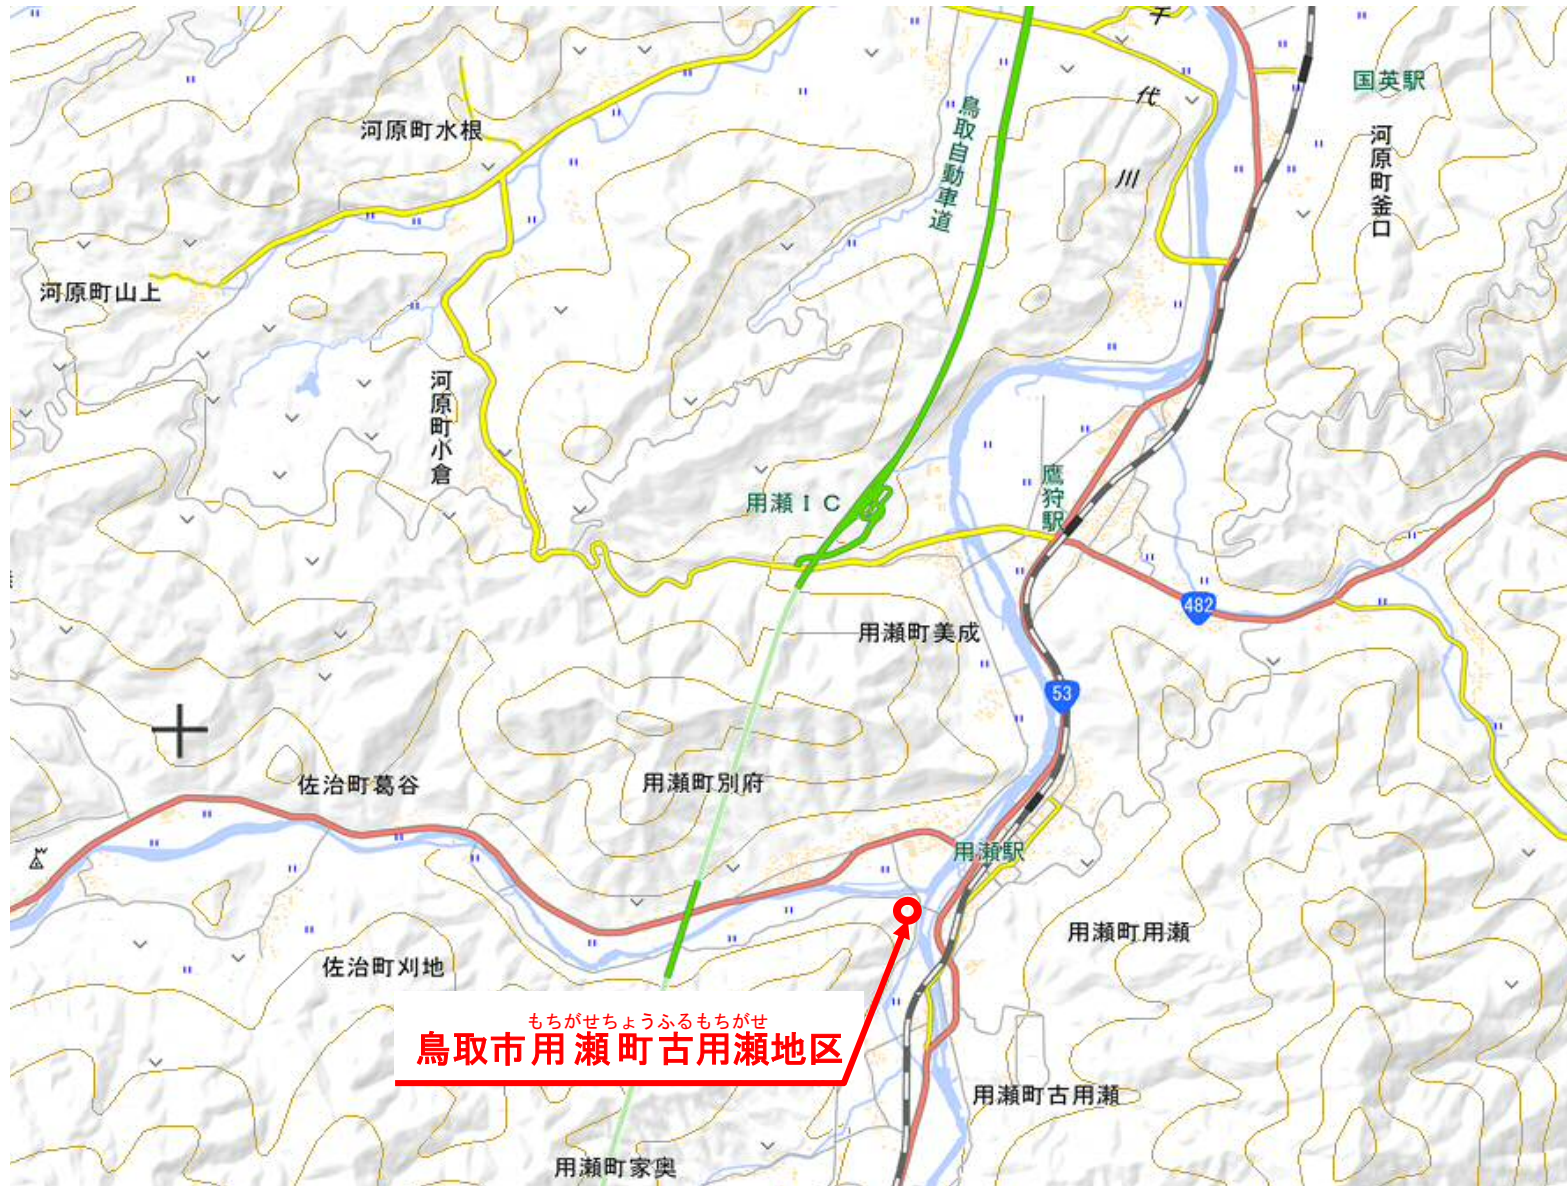 千
代
川
国英駅
鳥取自動車道
河原町水根
河原町釜口
河原町山上
河原町小倉
鷹狩駅
用瀬IC
482
用瀬町美成
53
佐治町葛谷
用瀬町別府
用瀬駅
用瀬町用瀬
佐治町刈地
もちがせちょうふるもちがせ
鳥取市用瀬町古用瀬地区
用瀬町古用瀬
用瀬町家奥